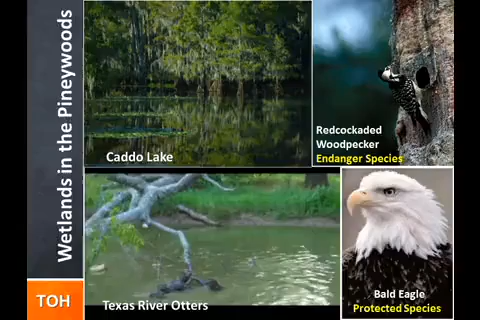 Wetlands in the Pineywoods
Caddo Lake
Redcockaded
Woodpecker
Endanger Species
Texas River Otters
Bald Eagle
Protected Species
TOH